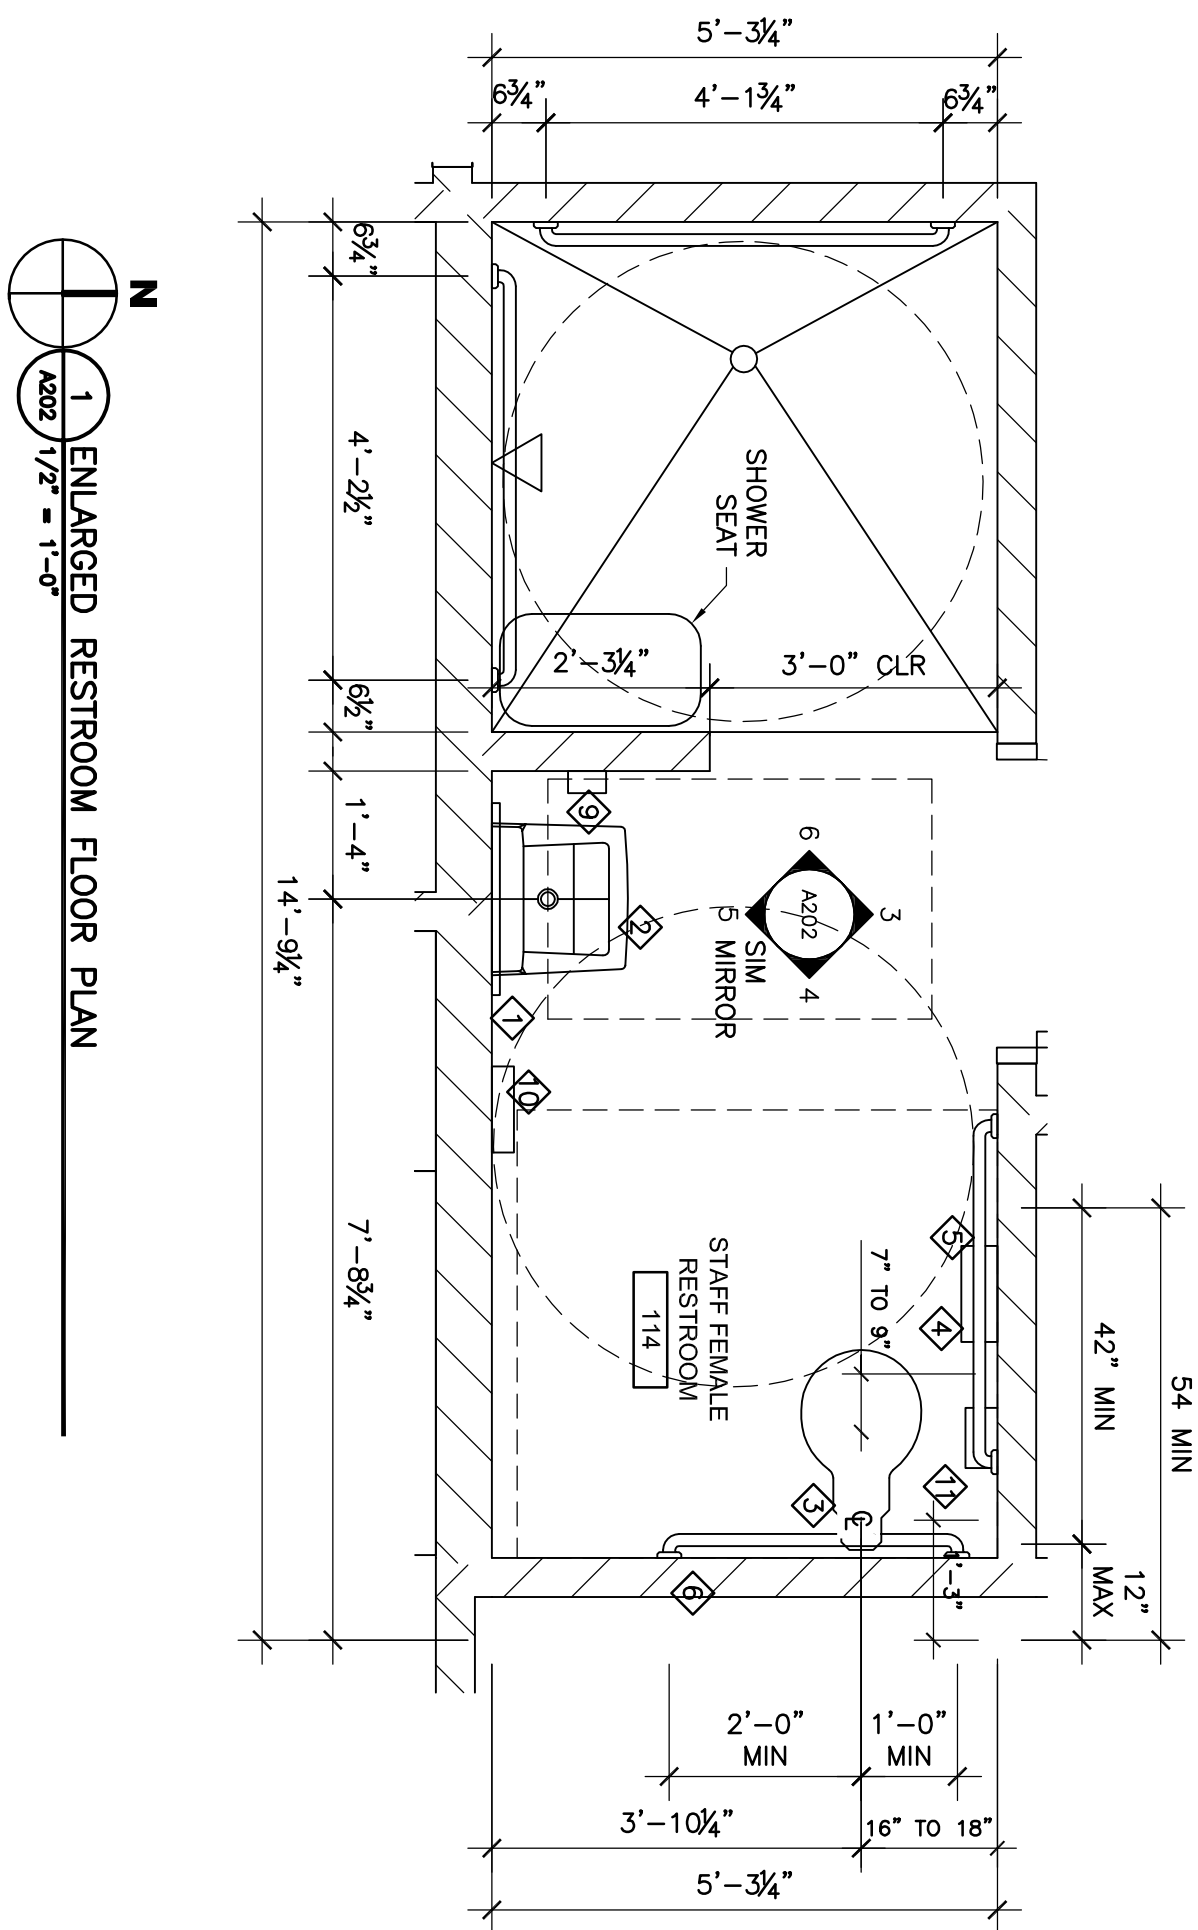 5'-3¼"
6¾"
4'-1¾"
6¾"
N
1
A202
ENLARGED RESTROOM FLOOR PLAN
1/2" = 1'-0"
6¾"
4'-2½"
6½"
1'-4"
7'-8¾"
14'-9¼"
SHOWER
SEAT
2'-3¼"
3'-0" CLR
9
2
1
10
6
3
A202
5
4
SIM
MIRROR
STAFF FEMALE
RESTROOM
114
7" TO 9"
5
4
11
3
CL
6
1'-3"
42" MIN
54 MIN
12"
MAX
2'-0"
MIN
1'-0"
MIN
3'-10¼"
16" TO 18"
5'-3¼"